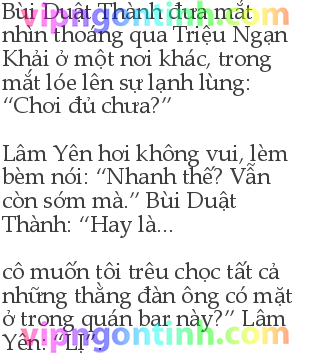 Bùi Duật Thành đưa mắt
nhìn thoáng qua Triệu Ngạn
Khải ở một nơi khác, trong
mắt lóe lên sự lạnh lùng:
“Chơi đủ chưa?”
Lâm Yên hơi không vui, lèm
bèm nói: “Nhanh thế? Vẫn
còn sớm mà.” Bùi Duật
Thành: “Hay là...
cô muốn tôi trêu chọc tất cả
những thằng đàn ông có mặt
ở trong quán bar này?” Lâm
Yên: “LỊ”.
vipngontinh.com
vipngontinh.com
vipngontinh.com